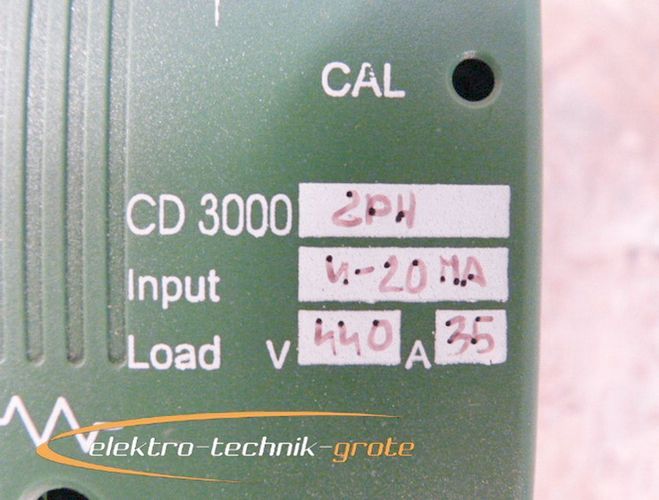 CAL
CD 3000 2PH
Input 4-20 MA
Load V 440 A 35
elektro-technik-grote